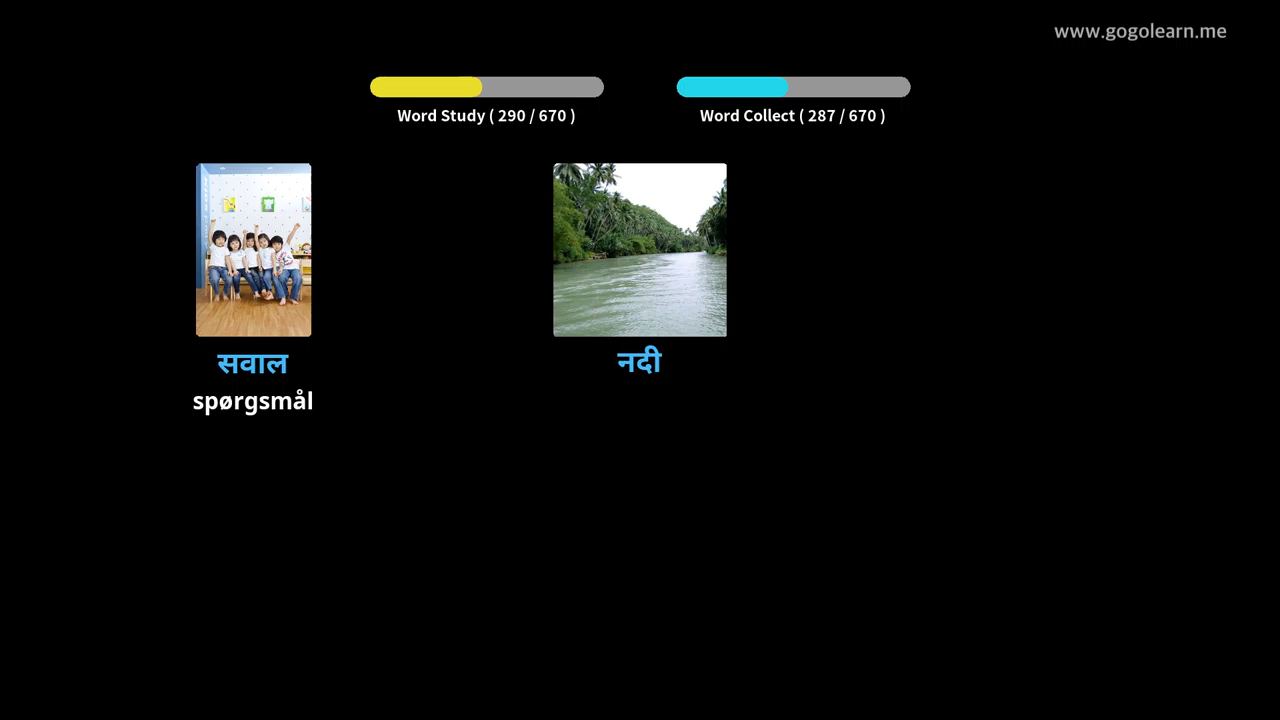 www.gogolearn.me
Word Study ( 290 / 670 )
Word Collect ( 287 / 670 )
सवाल
spørgsmål
नदी